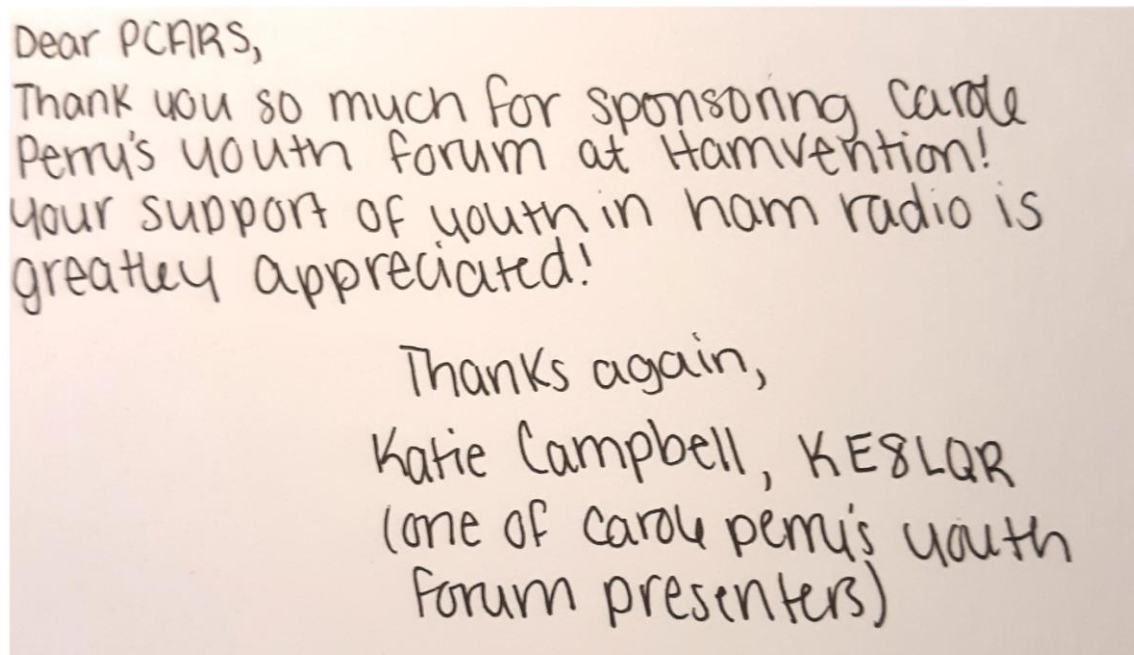 Dear PCARS,
Thank you so much for sponsoring Carole
Perry's youth forum at Hamvention!
Your support of youth in ham radio is
greatley appreciated!
Thanks again,
Katie Campbell, KE8LQR
(one of Carole Perry's youth
forum presenters)